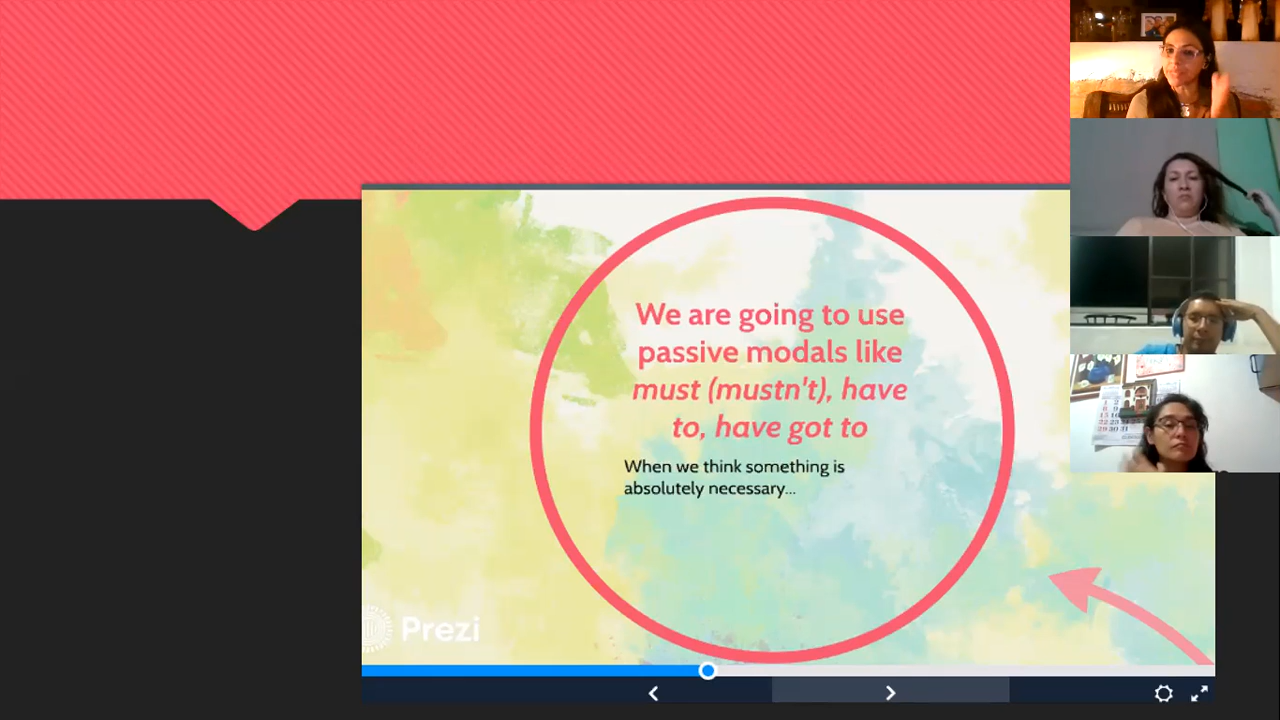 We are going to use
passive modals like
must (mustn't), have
to, have got to
When we think something is
absolutely necessary...
Prezi